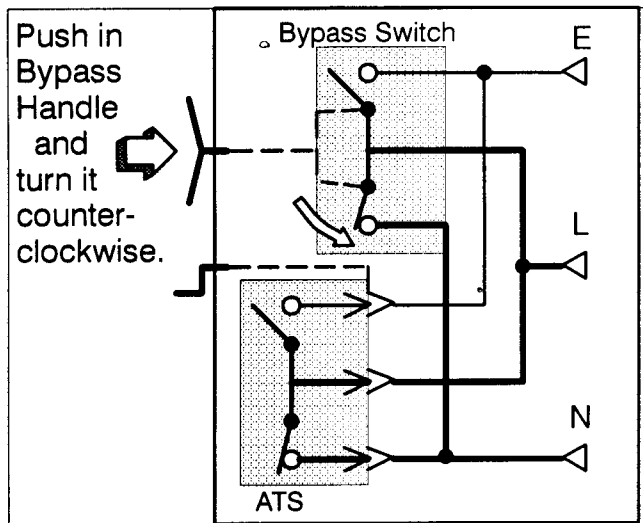 Push in
Bypass
Handle
and
turn it
counter-
clockwise.
Bypass Switch
E
L
N
ATS